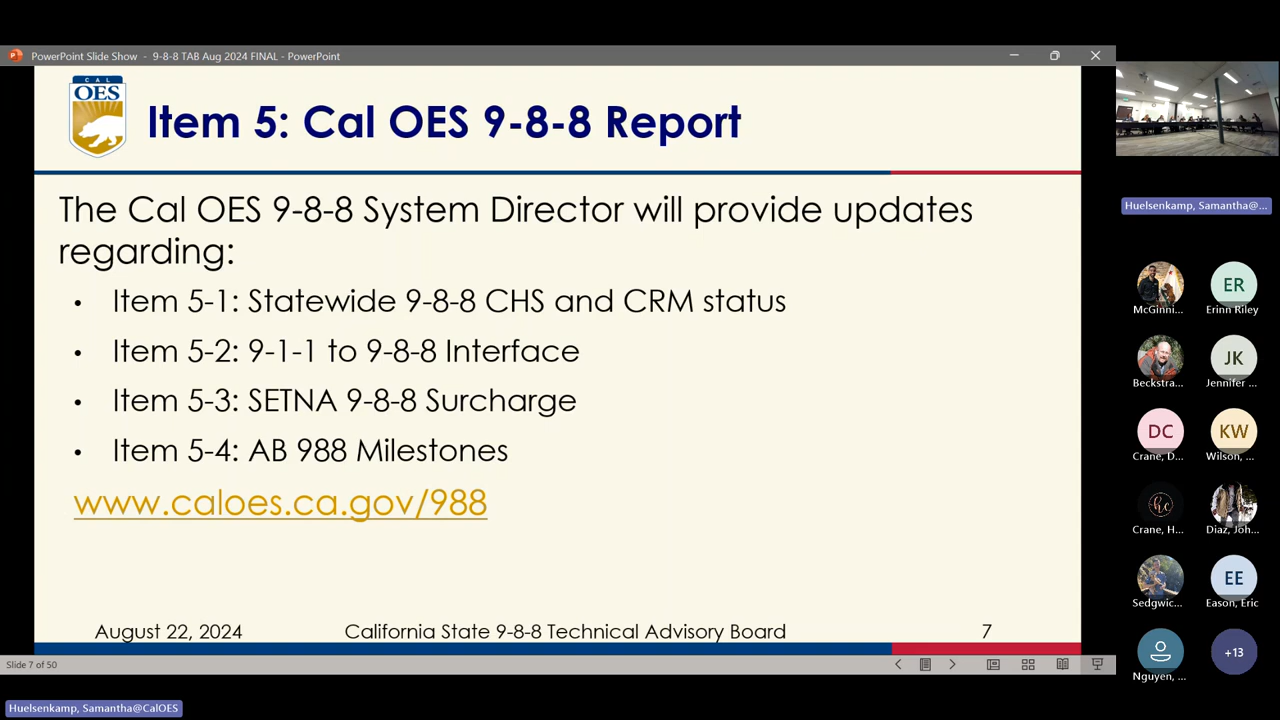 PowerPoint Slide Show - 9-8-8 TAB Aug 2024 FINAL - PowerPoint
CAL
OES
Item 5: Cal OES 9-8-8 Report
The Cal OES 9-8-8 System Director will provide updates
regarding:
• Item 5-1: Statewide 9-8-8 CHS and CRM status
• Item 5-2: 9-1-1 to 9-8-8 Interface
• Item 5-3: SETNA 9-8-8 Surcharge
• Item 5-4: AB 988 Milestones
www.caloes.ca.gov/988
August 22, 2024 California State 9-8-8 Technical Advisory Board 7
Slide 7 of 50
Huelsenkamp, Samantha@CalOES
Huelsenkamp, Samantha@...
McGinni...
ER
Erinn Riley
Beckstra...
JK
Jennifer ...
DC
Crane, D...
KW
Wilson, ...
hc
Crane, H...
Diaz, Joh...
Sedgwic...
EE
Eason, Eric
Nguyen, ...
+13